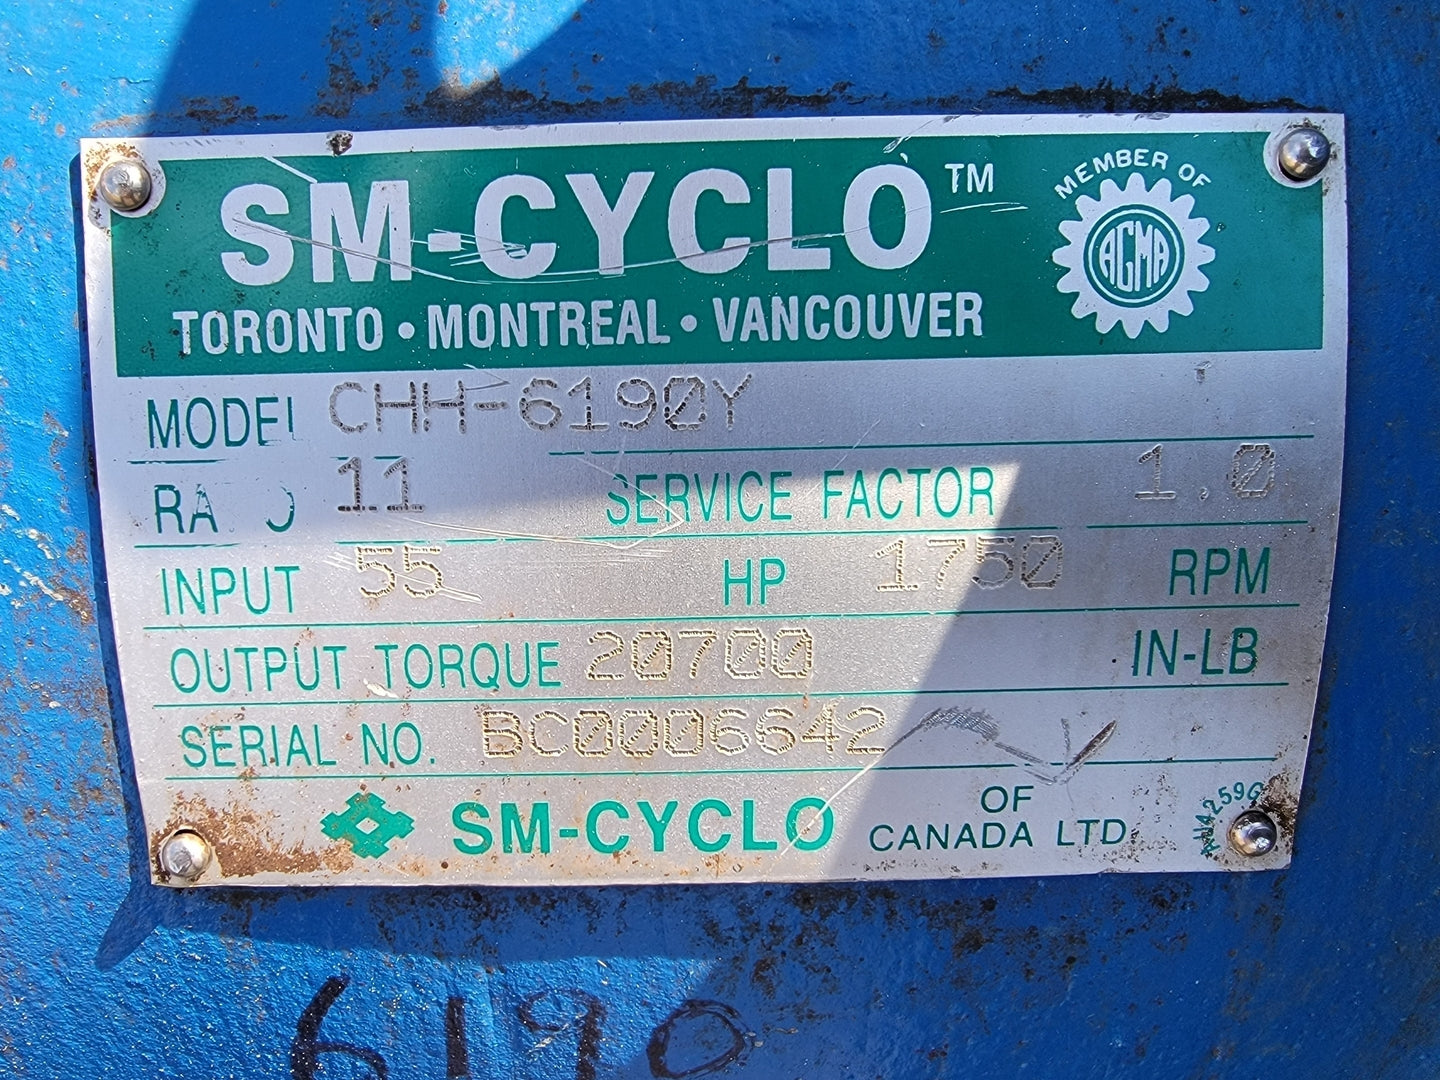 SM-CYCLO™
TORONTO • MONTREAL • VANCOUVER
MEMBER OF
AGMA
MODEL CHH-6190Y
RATIO 11 SERVICE FACTOR 1.0
INPUT 55 HP 1750 RPM
OUTPUT TORQUE 20700 IN-LB
SERIAL NO. BC0006642
SM-CYCLO OF
CANADA LTD.
6190